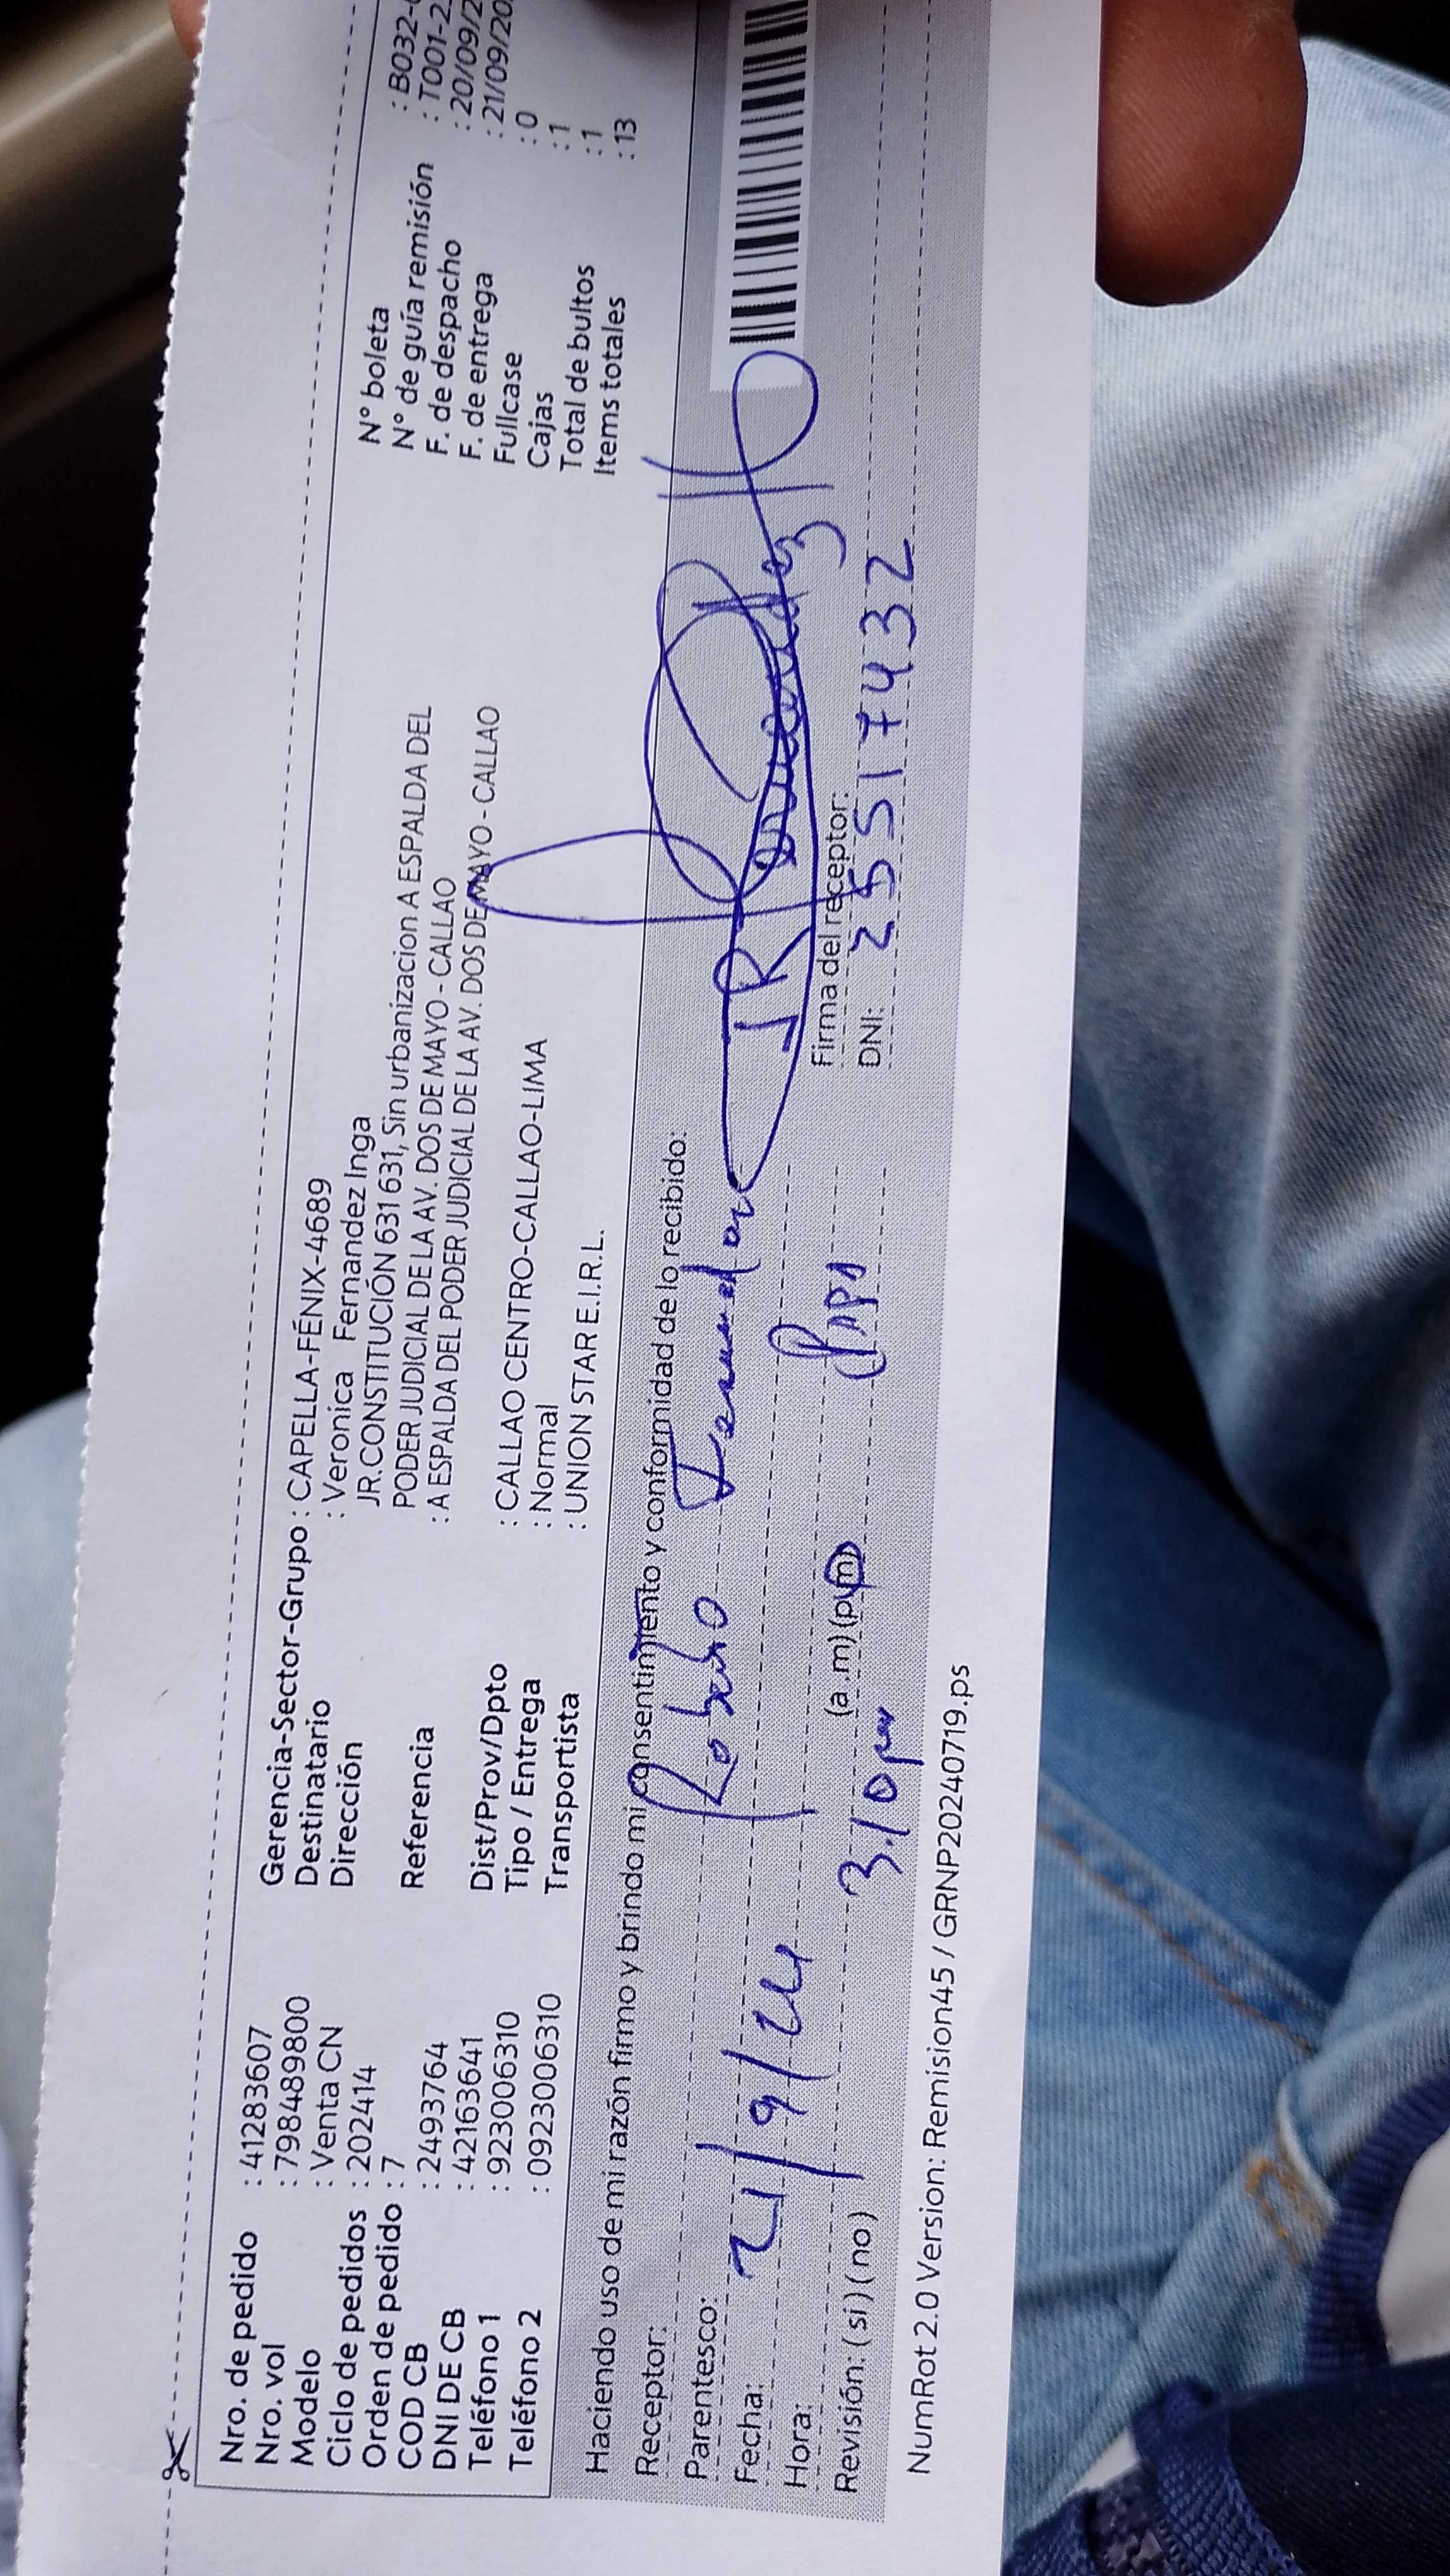 Nro. de pedido : 41283607
Nro. vol : 798489800
Modelo : Venta CN
Ciclo de pedidos : 202414
Orden de pedido : 7
COD CB : 2493764
DNI DE CB : 42163641
Teléfono 1 : 923006310
Teléfono 2 : 0923006310
Gerencia-Sector-Grupo : CAPELLA-FÉNIX-4689
Destinatario : Veronica Fernandez Inga
Dirección JR.CONSTITUCIÓN 631 631, Sin urbanizacion A ESPALDA DEL
PODER JUDICIAL DE LA AV. DOS DE MAYO - CALLAO
Referencia : A ESPALDA DEL PODER JUDICIAL DE LA AV. DOS DE MAYO - CALLAO
Dist/Prov/Dpto : CALLAO CENTRO-CALLAO-LIMA
Tipo / Entrega : Normal
Transportista : UNION STAR E.I.R.L.
N° boleta : B032-
N° de guía remisión : T001-2
F. de despacho : 20/09/2
F. de entrega : 21/09/20
Fullcase : 0
Cajas : 1
Total de bultos : 1
Items totales : 13
Haciendo uso de mi razón firmo y brindo mi consentimiento y conformidad de lo recibido:
Receptor: Roberto Fernandez
Parentesco: Papa
Fecha: 21/9/24
Hora: 3.10 pm (a .m) (p.m)
Revisión: ( si ) ( no )
Firma del receptor:
DNI: 25517432
NumRot 2.0 Version: Remision45 / GRNP20240719.ps